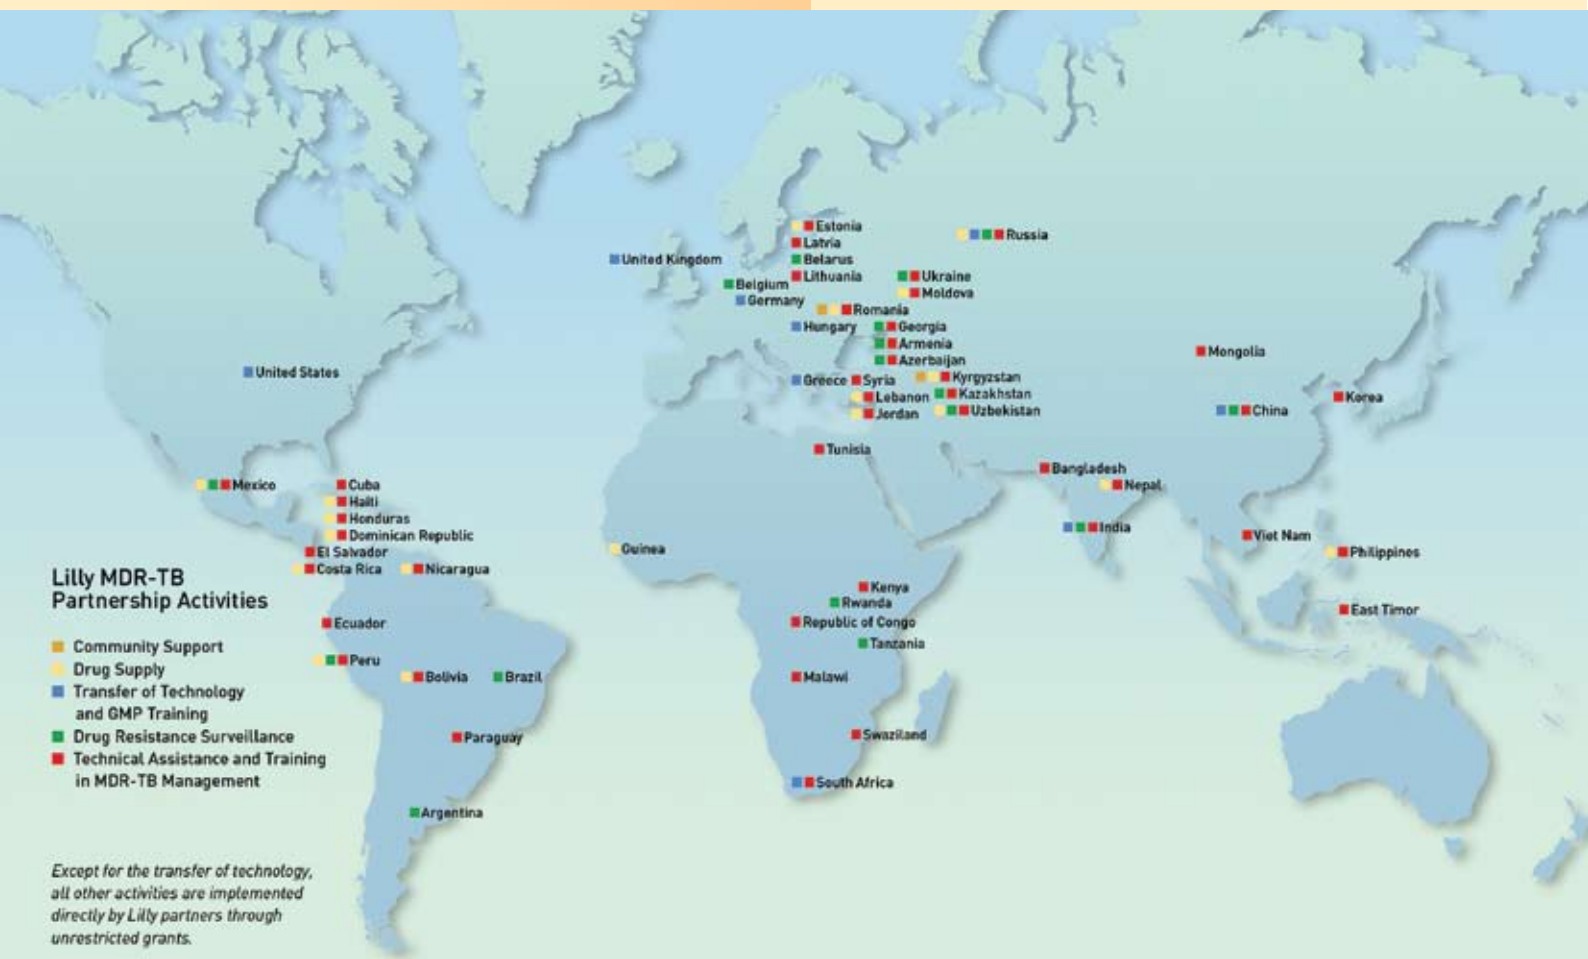 Estonia
Russia
Latvia
United Kingdom
Belarus
Lithuania
Ukraine
Belgium
Moldova
Germany
Romania
Hungary
Georgia
Armenia
Mongolia
Azerbaijan
United States
Greece
Syria
Kyrgyzstan
Lebanon
Kazakhstan
Korea
Jordan
Uzbekistan
China
Tunisia
Bangladesh
Mexico
Cuba
Nepal
Haiti
Honduras
India
Dominican Republic
Viet Nam
El Salvador
Guinea
Philippines
Costa Rica
Nicaragua
Kenya
Rwanda
East Timor
Ecuador
Republic of Congo
Tanzania
Peru
Bolivia
Brazil
Malawi
Paraguay
Swaziland
South Africa
Argentina
Lilly MDR-TB
Partnership Activities
Community Support
Drug Supply
Transfer of Technology
and GMP Training
Drug Resistance Surveillance
Technical Assistance and Training
in MDR-TB Management
Except for the transfer of technology,
all other activities are implemented
directly by Lilly partners through
unrestricted grants.